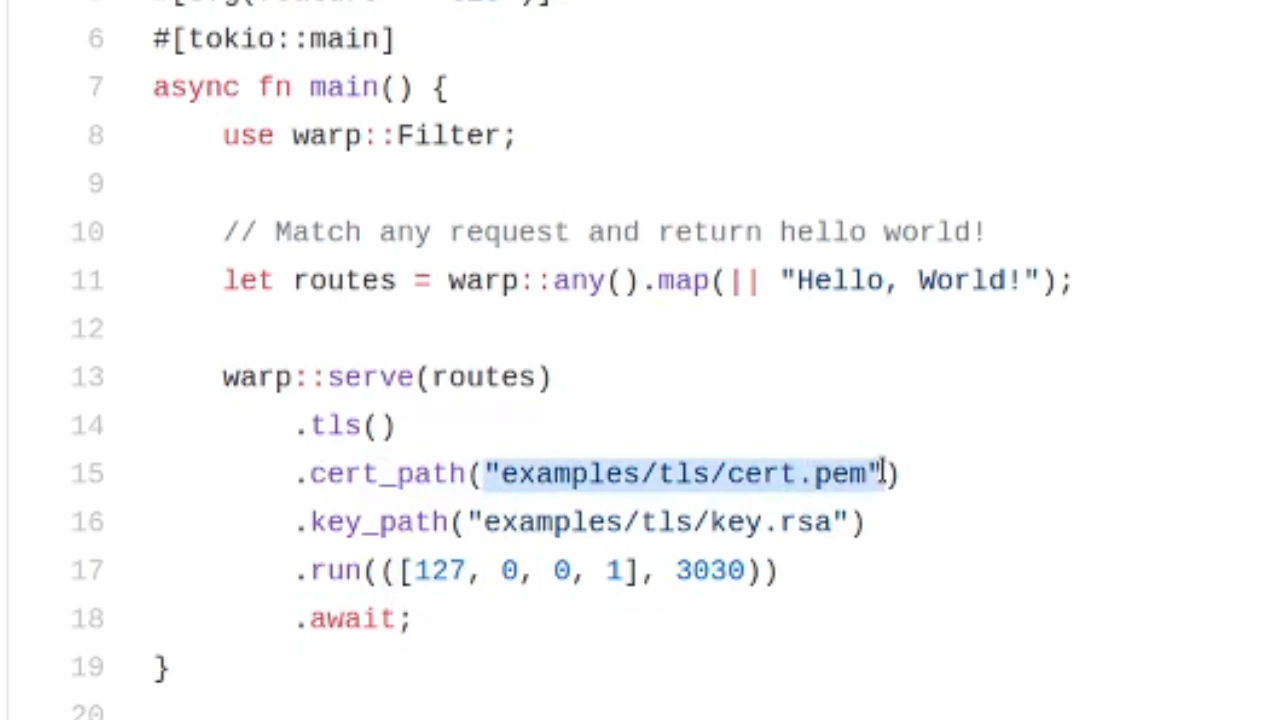 6 #[tokio::main]
7 async fn main() {
8 use warp::Filter;
9
10 // Match any request and return hello world!
11 let routes = warp::any().map(|| "Hello, World!");
12
13 warp::serve(routes)
14 .tls()
15 .cert_path("examples/tls/cert.pem")
16 .key_path("examples/tls/key.rsa")
17 .run(([127, 0, 0, 1], 3030))
18 .await;
19 }
20